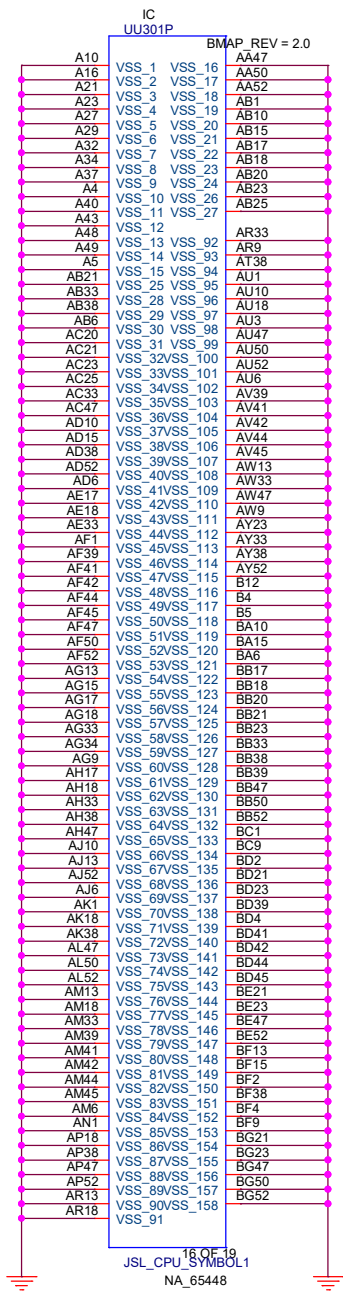 IC
UU301P
BMAP_REV = 2.0
A10 VSS_1 VSS_16 AA47
A16 VSS_2 VSS_17 AA50
A21 VSS_3 VSS_18 AA52
A23 VSS_4 VSS_19 AB1
A27 VSS_5 VSS_20 AB10
A29 VSS_6 VSS_21 AB15
A32 VSS_7 VSS_22 AB17
A34 VSS_8 VSS_23 AB18
A37 VSS_9 VSS_24 AB20
A4 VSS_10 VSS_26 AB23
A40 VSS_11 VSS_27 AB25
A43 VSS_12
A48 VSS_13 VSS_92 AR33
A49 VSS_14 VSS_93 AR9
A5 VSS_15 VSS_94 AT38
AB21 VSS_25 VSS_95 AU1
AB33 VSS_28 VSS_96 AU10
AB38 VSS_29 VSS_97 AU18
AB6 VSS_30 VSS_98 AU3
AC20 VSS_31 VSS_99 AU47
AC21 VSS_32 VSS_100 AU50
AC23 VSS_33 VSS_101 AU52
AC25 VSS_34 VSS_102 AU6
AC33 VSS_35 VSS_103 AV39
AC47 VSS_36 VSS_104 AV41
AD10 VSS_37 VSS_105 AV42
AD15 VSS_38 VSS_106 AV44
AD38 VSS_39 VSS_107 AV45
AD52 VSS_40 VSS_108 AW13
AD6 VSS_41 VSS_109 AW33
AE17 VSS_42 VSS_110 AW47
AE18 VSS_43 VSS_111 AW9
AE33 VSS_44 VSS_112 AY23
AF1 VSS_45 VSS_113 AY33
AF39 VSS_46 VSS_114 AY38
AF41 VSS_47 VSS_115 AY52
AF42 VSS_48 VSS_116 B12
AF44 VSS_49 VSS_117 B4
AF45 VSS_50 VSS_118 B5
AF47 VSS_51 VSS_119 BA10
AF50 VSS_52 VSS_120 BA15
AF52 VSS_53 VSS_121 BA6
AG13 VSS_54 VSS_122 BB17
AG15 VSS_55 VSS_123 BB18
AG17 VSS_56 VSS_124 BB20
AG18 VSS_57 VSS_125 BB21
AG33 VSS_58 VSS_126 BB23
AG34 VSS_59 VSS_127 BB33
AG9 VSS_60 VSS_128 BB38
AH17 VSS_61 VSS_129 BB39
AH18 VSS_62 VSS_130 BB47
AH33 VSS_63 VSS_131 BB50
AH38 VSS_64 VSS_132 BB52
AH47 VSS_65 VSS_133 BC1
AJ10 VSS_66 VSS_134 BC9
AJ13 VSS_67 VSS_135 BD2
AJ52 VSS_68 VSS_136 BD21
AJ6 VSS_69 VSS_137 BD23
AK1 VSS_70 VSS_138 BD39
AK18 VSS_71 VSS_139 BD4
AK38 VSS_72 VSS_140 BD41
AL47 VSS_73 VSS_141 BD42
AL50 VSS_74 VSS_142 BD44
AL52 VSS_75 VSS_143 BD45
AM13 VSS_76 VSS_144 BE21
AM18 VSS_77 VSS_145 BE23
AM33 VSS_78 VSS_146 BE47
AM39 VSS_79 VSS_147 BE52
AM41 VSS_80 VSS_148 BF13
AM42 VSS_81 VSS_149 BF15
AM44 VSS_82 VSS_150 BF2
AM45 VSS_83 VSS_151 BF38
AM6 VSS_84 VSS_152 BF4
AN1 VSS_85 VSS_153 BF9
AP18 VSS_86 VSS_154 BG21
AP38 VSS_87 VSS_155 BG23
AP47 VSS_88 VSS_156 BG47
AP52 VSS_89 VSS_157 BG50
AR13 VSS_90 VSS_158 BG52
AR18 VSS_91
16 OF 19
JSL_CPU_SYMBOL1
NA_65448